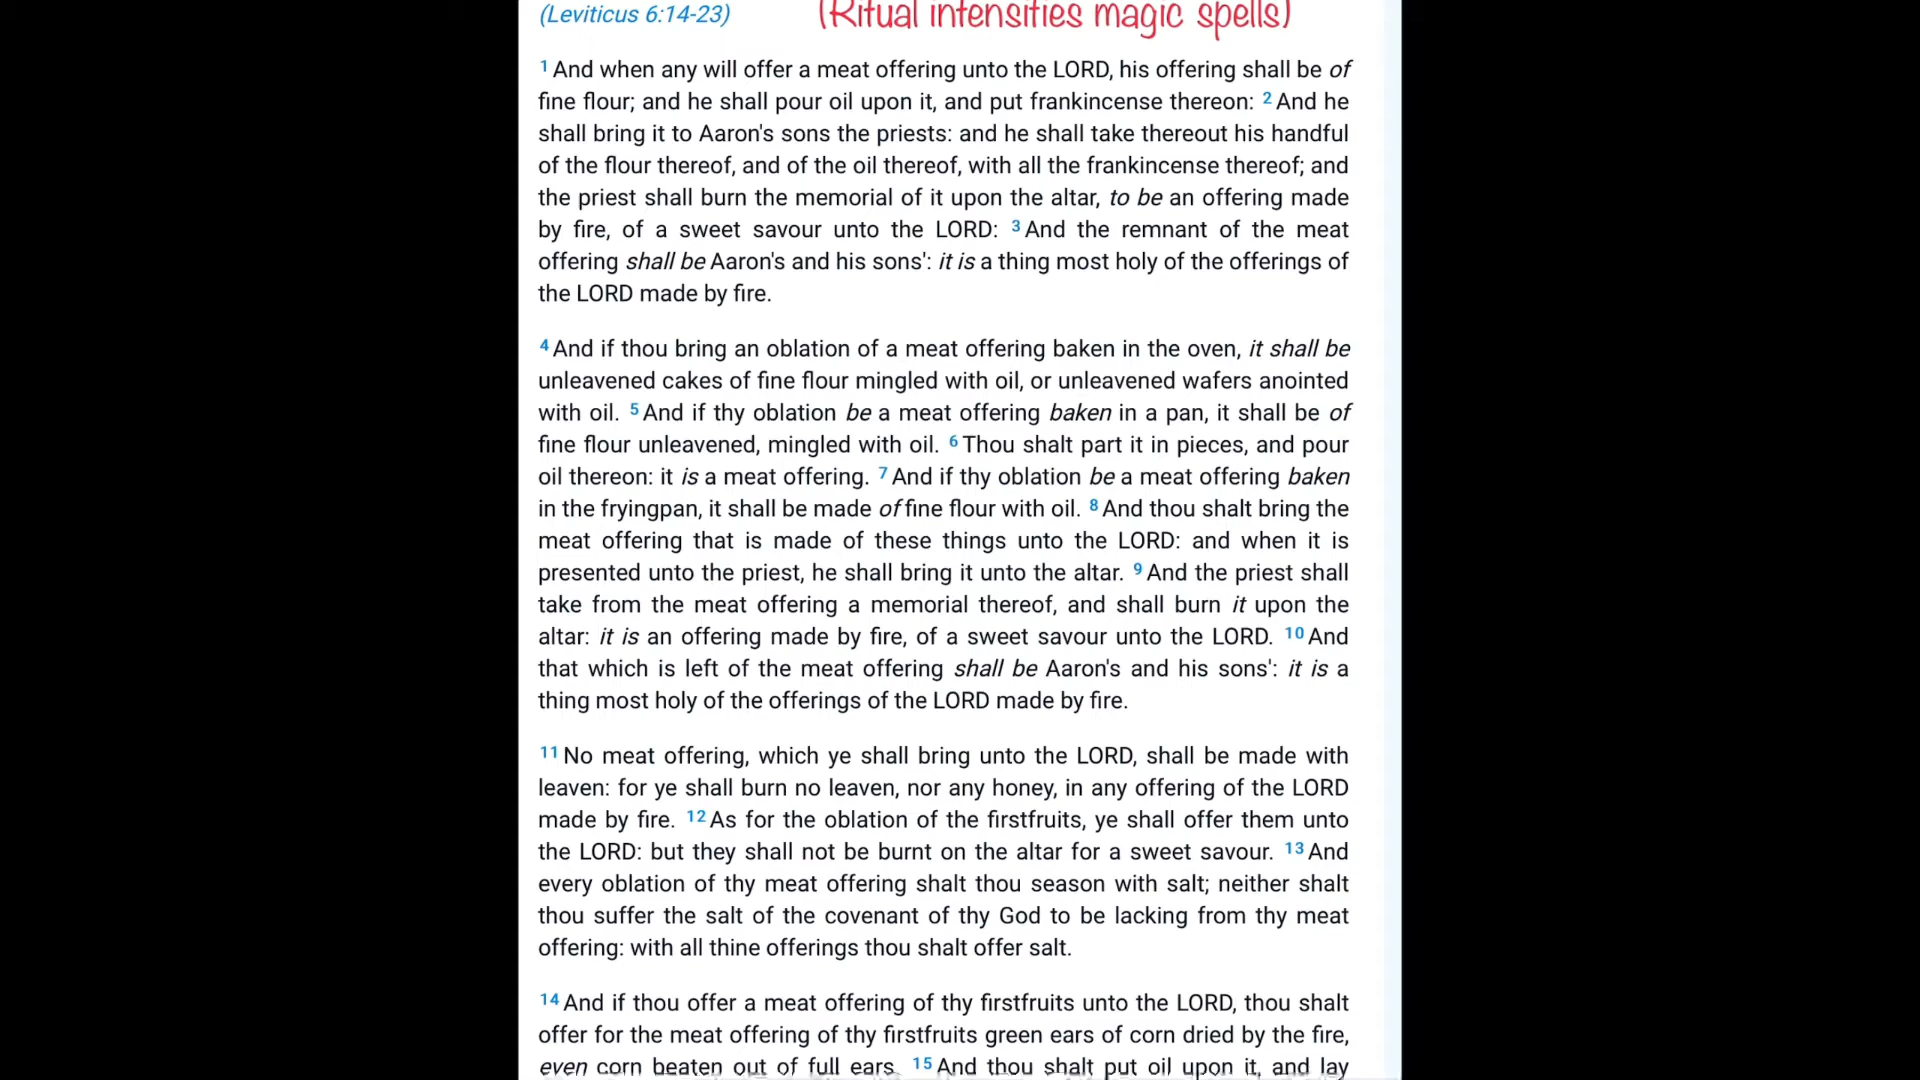 (Leviticus 6:14-23) (Ritual intensifies magic spells)
1 And when any will offer a meat offering unto the LORD, his offering shall be of
fine flour; and he shall pour oil upon it, and put frankincense thereon: 2 And he
shall bring it to Aaron's sons the priests: and he shall take thereout his handful
of the flour thereof, and of the oil thereof, with all the frankincense thereof; and
the priest shall burn the memorial of it upon the altar, to be an offering made
by fire, of a sweet savour unto the LORD: 3 And the remnant of the meat
offering shall be Aaron's and his sons': it is a thing most holy of the offerings of
the LORD made by fire.
4 And if thou bring an oblation of a meat offering baken in the oven, it shall be
unleavened cakes of fine flour mingled with oil, or unleavened wafers anointed
with oil. 5 And if thy oblation be a meat offering baken in a pan, it shall be of
fine flour unleavened, mingled with oil. 6 Thou shalt part it in pieces, and pour
oil thereon: it is a meat offering. 7 And if thy oblation be a meat offering baken
in the fryingpan, it shall be made of fine flour with oil. 8 And thou shalt bring the
meat offering that is made of these things unto the LORD: and when it is
presented unto the priest, he shall bring it unto the altar. 9 And the priest shall
take from the meat offering a memorial thereof, and shall burn it upon the
altar: it is an offering made by fire, of a sweet savour unto the LORD. 10 And
that which is left of the meat offering shall be Aaron's and his sons': it is a
thing most holy of the offerings of the LORD made by fire.
11 No meat offering, which ye shall bring unto the LORD, shall be made with
leaven: for ye shall burn no leaven, nor any honey, in any offering of the LORD
made by fire. 12 As for the oblation of the firstfruits, ye shall offer them unto
the LORD: but they shall not be burnt on the altar for a sweet savour. 13 And
every oblation of thy meat offering shalt thou season with salt; neither shalt
thou suffer the salt of the covenant of thy God to be lacking from thy meat
offering: with all thine offerings thou shalt offer salt.
14 And if thou offer a meat offering of thy firstfruits unto the LORD, thou shalt
offer for the meat offering of thy firstfruits green ears of corn dried by the fire,
even corn beaten out of full ears. 15 And thou shalt put oil upon it, and lay